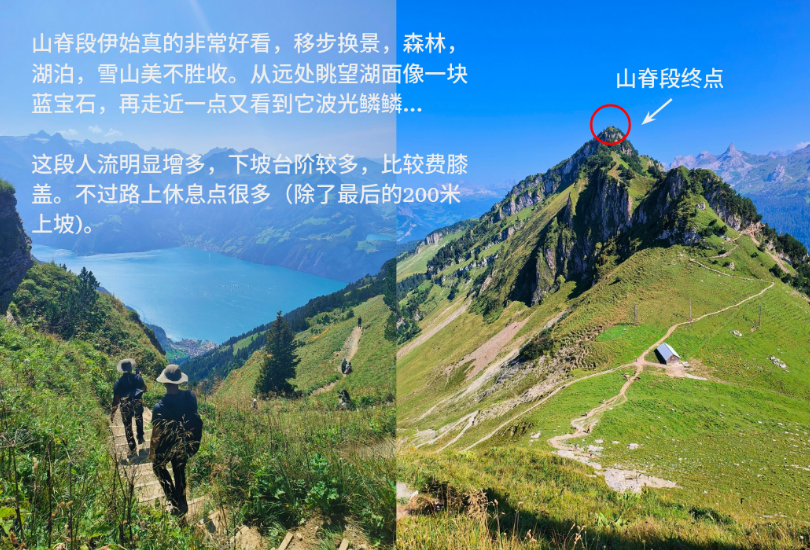 山脊段伊始真的非常好看，移步换景，森林，
湖泊，雪山美不胜收。从远处眺望湖面像一块
蓝宝石，再走近一点又看到它波光鳞鳞...
这段人流明显增多，下坡台阶较多，比较费膝
盖。不过路上休息点很多（除了最后的200米
上坡)。
山脊段终点